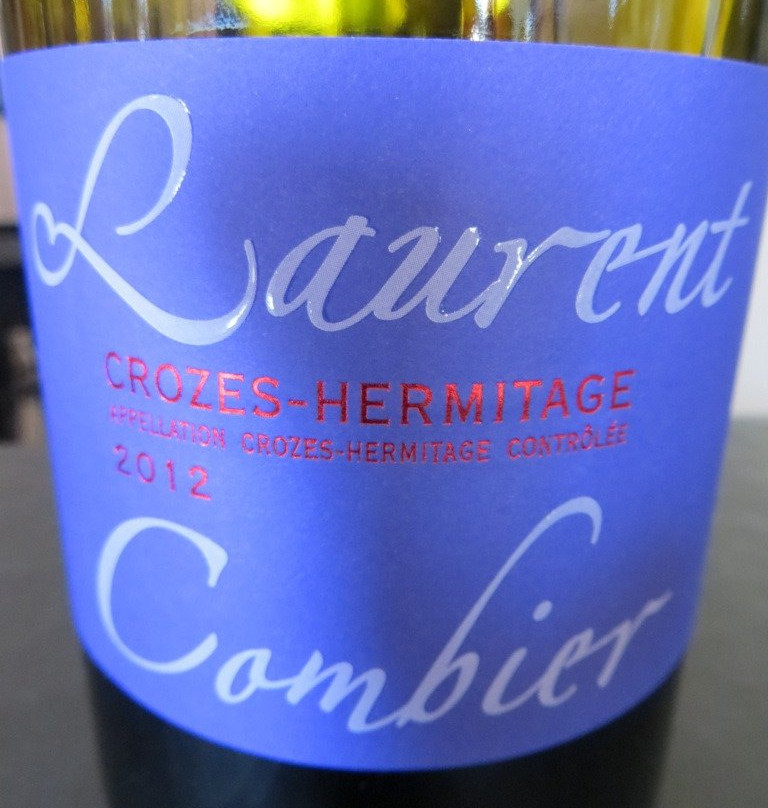 Laurent
CROZES-HERMITAGE
APPELLATION CROZES-HERMITAGE CONTRÔLÉE
2012
Combier